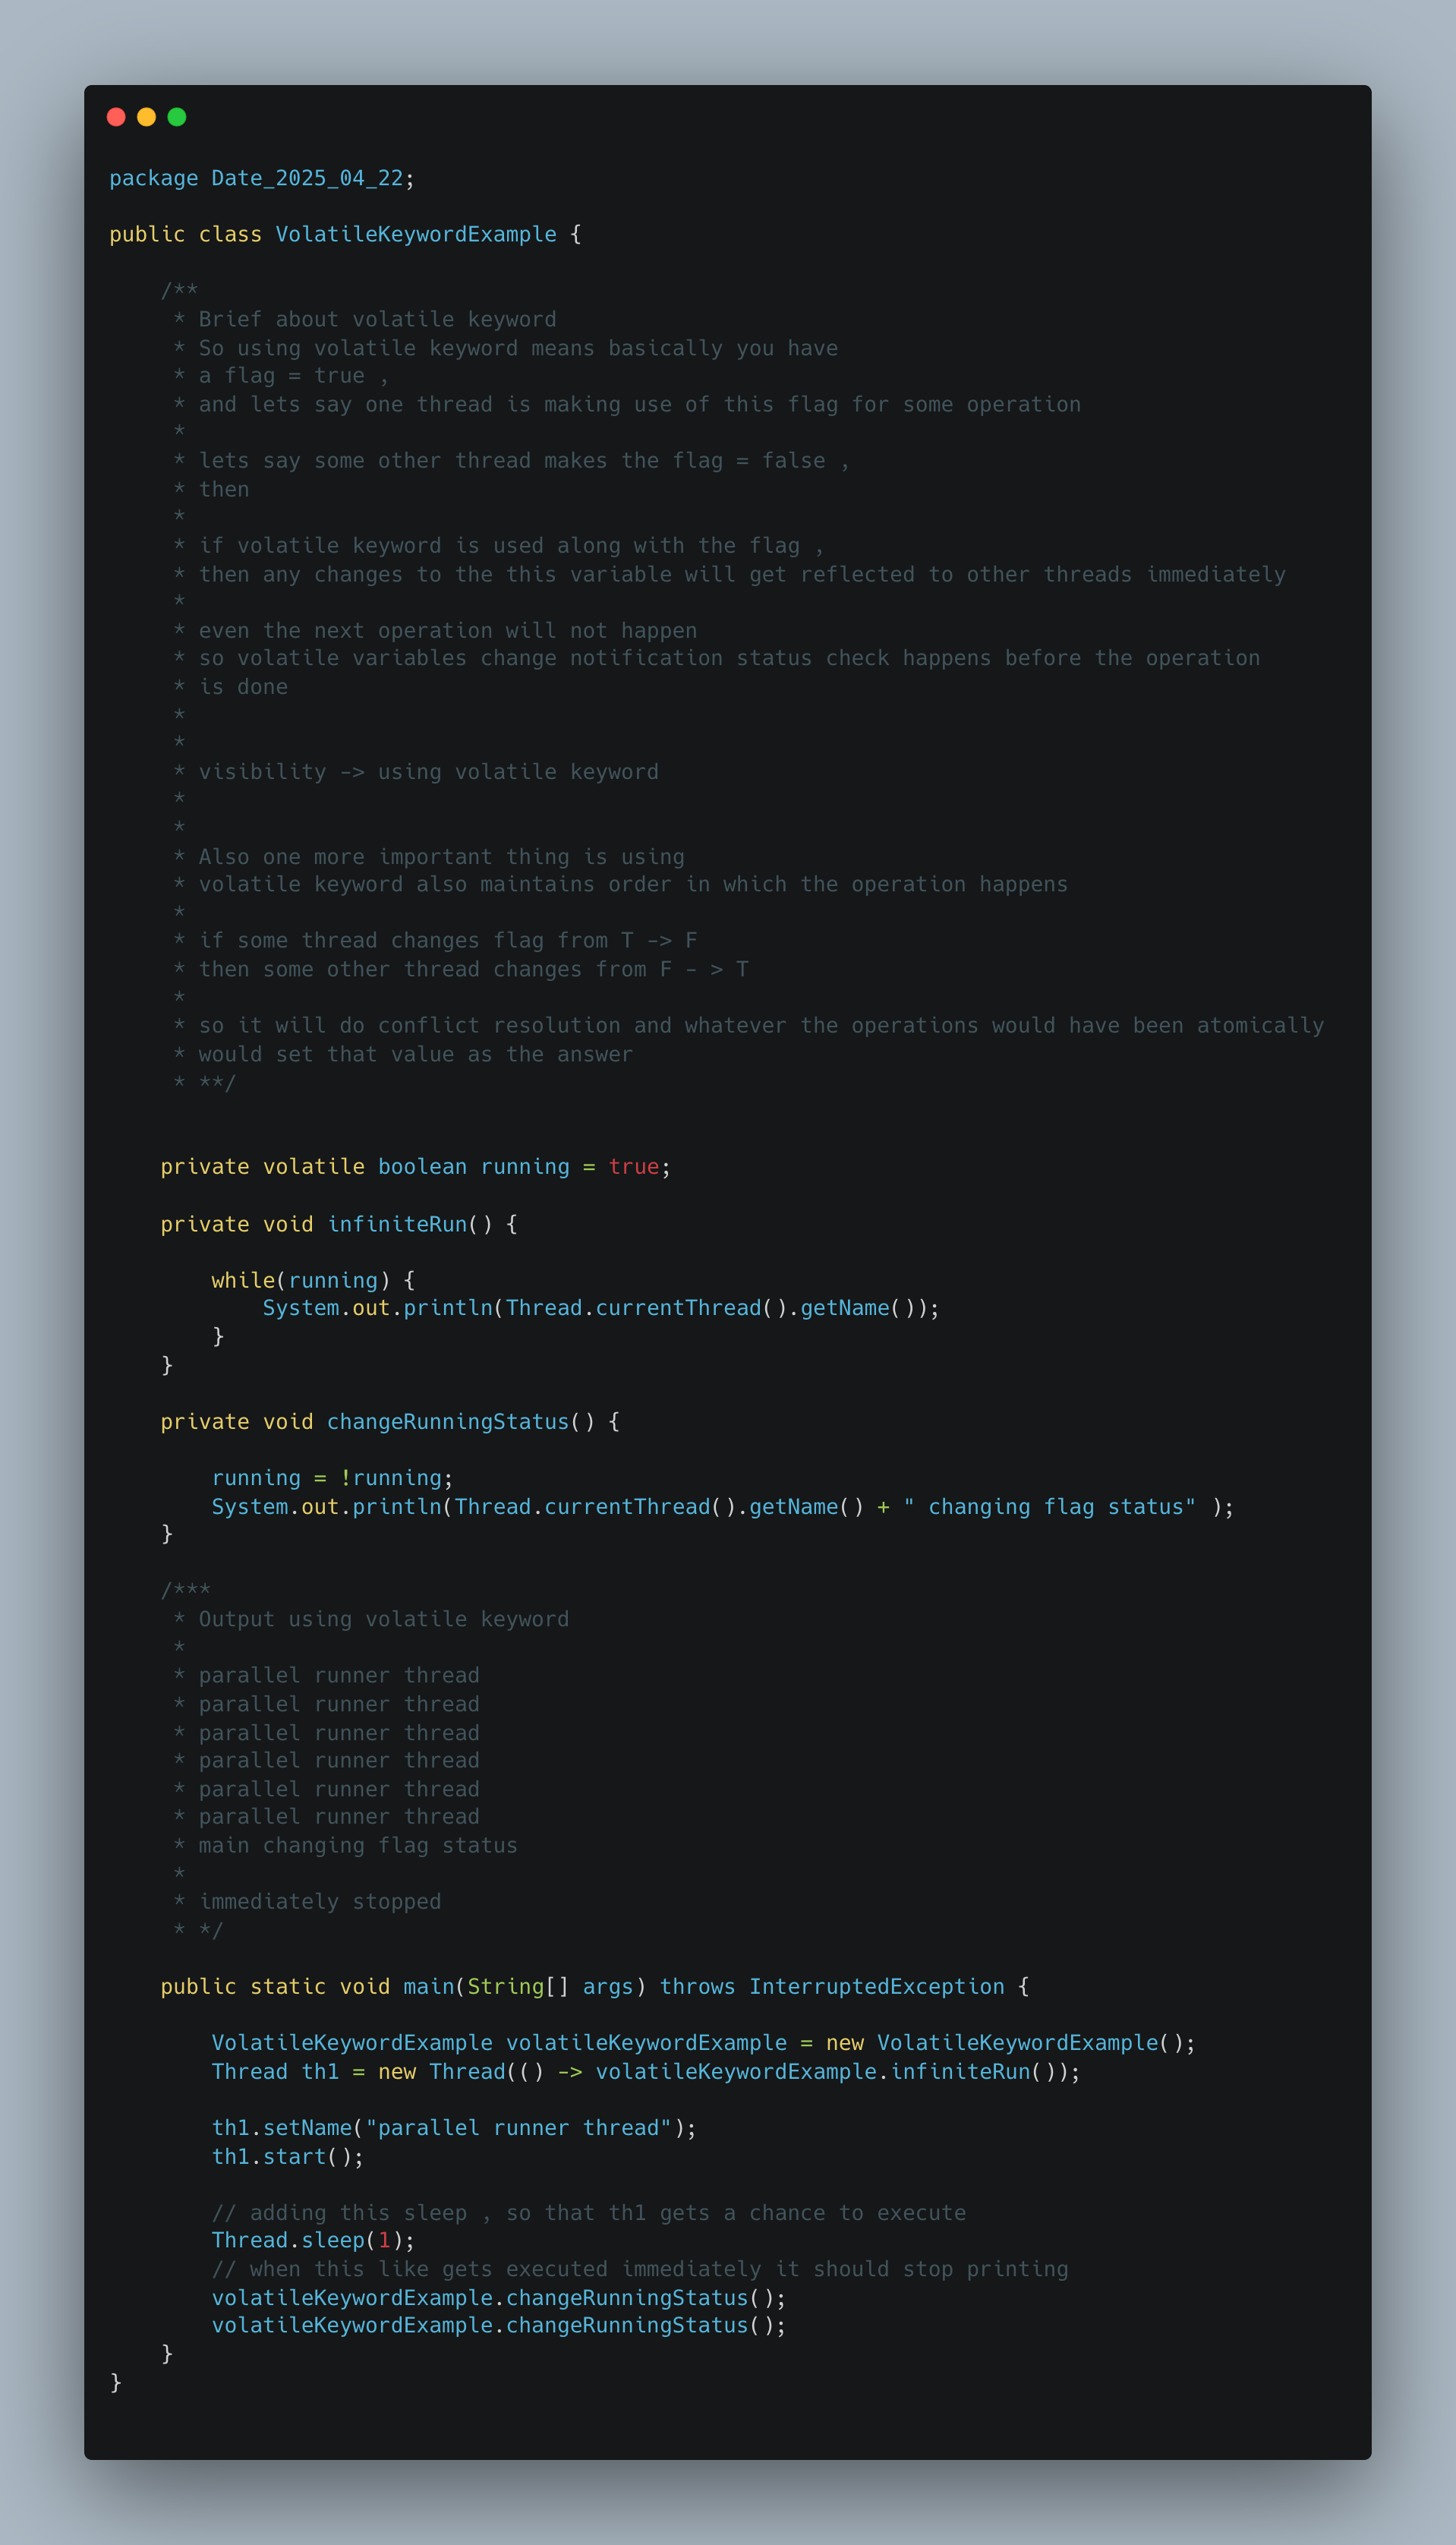 package Date_2025_04_22;
public class VolatileKeywordExample {
/**
* Brief about volatile keyword
* So using volatile keyword means basically you have
* a flag = true ,
* and lets say one thread is making use of this flag for some operation
*
* lets say some other thread makes the flag = false ,
* then
*
* if volatile keyword is used along with the flag ,
* then any changes to the this variable will get reflected to other threads immediately
*
* even the next operation will not happen
* so volatile variables change notification status check happens before the operation
* is done
*
*
* visibility -> using volatile keyword
*
*
* Also one more important thing is using
* volatile keyword also maintains order in which the operation happens
*
* if some thread changes flag from T -> F
* then some other thread changes from F - > T
*
* so it will do conflict resolution and whatever the operations would have been atomically
* would set that value as the answer
* **/
private volatile boolean running = true;
private void infiniteRun() {
while(running) {
System.out.println(Thread.currentThread().getName());
}
}
private void changeRunningStatus() {
running = !running;
System.out.println(Thread.currentThread().getName() + " changing flag status" );
}
/***
* Output using volatile keyword
*
* parallel runner thread
* parallel runner thread
* parallel runner thread
* parallel runner thread
* parallel runner thread
* parallel runner thread
* main changing flag status
*
* immediately stopped
* */
public static void main(String[] args) throws InterruptedException {
VolatileKeywordExample volatileKeywordExample = new VolatileKeywordExample();
Thread th1 = new Thread(() -> volatileKeywordExample.infiniteRun());
th1.setName("parallel runner thread");
th1.start();
// adding this sleep , so that th1 gets a chance to execute
Thread.sleep(1);
// when this like gets executed immediately it should stop printing
volatileKeywordExample.changeRunningStatus();
volatileKeywordExample.changeRunningStatus();
}
}